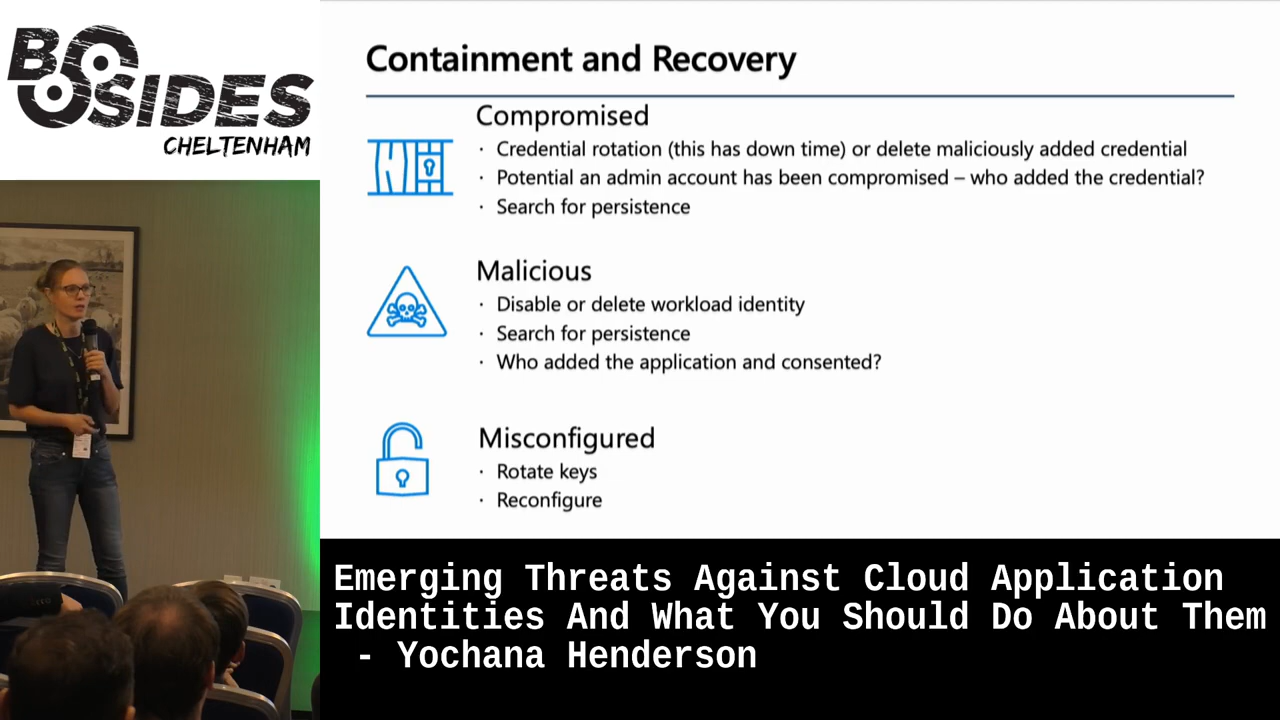 BSIDES
CHELTENHAM
Containment and Recovery
Compromised
· Credential rotation (this has down time) or delete maliciously added credential
· Potential an admin account has been compromised – who added the credential?
· Search for persistence
Malicious
· Disable or delete workload identity
· Search for persistence
· Who added the application and consented?
Misconfigured
· Rotate keys
· Reconfigure
Emerging Threats Against Cloud Application
Identities And What You Should Do About Them
- Yochana Henderson